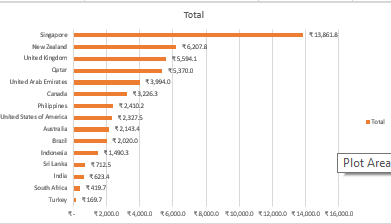 Total
Singapore ₹ 13,861.8
New Zealand ₹ 6,207.8
United Kingdom ₹ 5,594.1
Qatar ₹ 5,370.0
United Arab Emirates ₹ 3,994.0
Canada ₹ 3,226.3
Philippines ₹ 2,410.2
United States of America ₹ 2,327.5
Australia ₹ 2,143.4
Brazil ₹ 2,020.0
Indonesia ₹ 1,490.3
Sri Lanka ₹ 712.5
India ₹ 623.4
South Africa ₹ 419.7
Turkey ₹ 169.7
₹ - ₹ 2,000.0 ₹ 4,000.0 ₹ 6,000.0 ₹ 8,000.0 ₹ 10,000.0 ₹ 12,000.0 ₹ 14,000.0 ₹ 16,000.0
Total
Plot Area